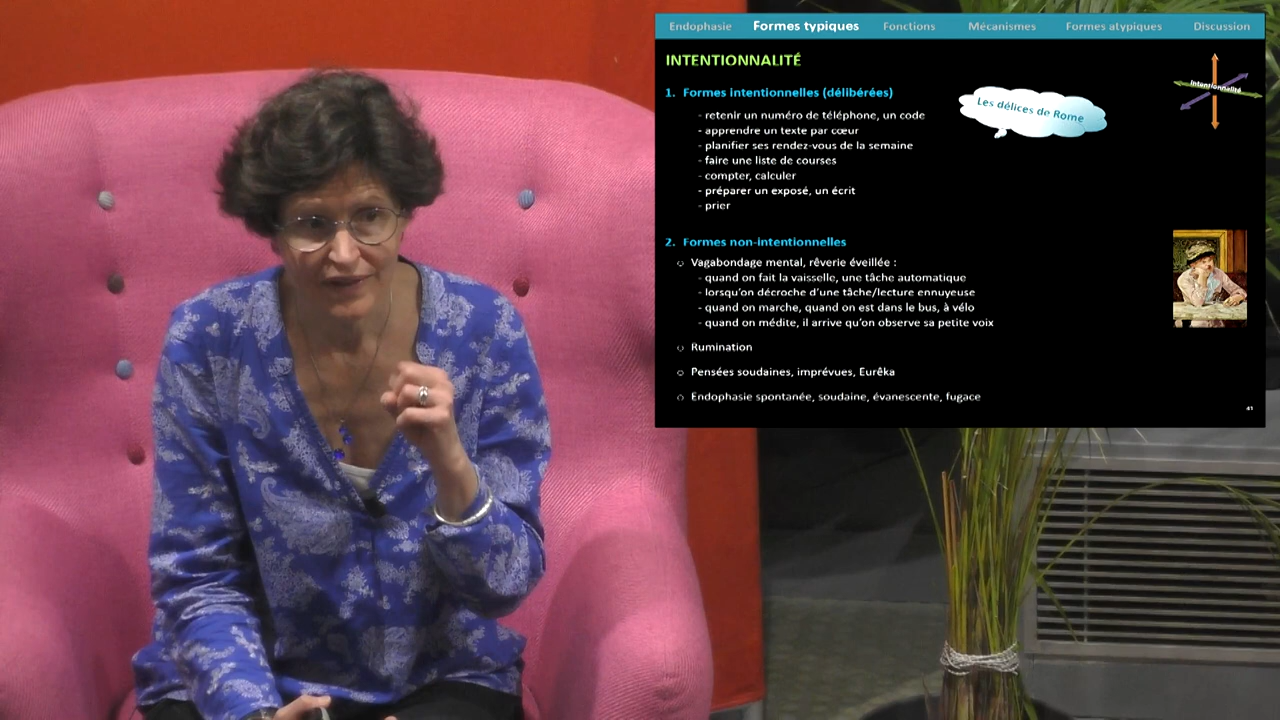 Endophasie Formes typiques Fonctions Mécanismes Formes atypiques Discussion
INTENTIONNALITÉ
Intentionnalité
1. Formes intentionnelles (délibérées)
Les délices de Rome
- retenir un numéro de téléphone, un code
- apprendre un texte par cœur
- planifier ses rendez-vous de la semaine
- faire une liste de courses
- compter, calculer
- préparer un exposé, un écrit
- prier
2. Formes non-intentionnelles
Vagabondage mental, rêverie éveillée :
- quand on fait la vaisselle, une tâche automatique
- lorsqu'on décroche d'une tâche/lecture ennuyeuse
- quand on marche, quand on est dans le bus, à vélo
- quand on médite, il arrive qu'on observe sa petite voix
Rumination
Pensées soudaines, imprévues, Eurêka
Endophasie spontanée, soudaine, évanescente, fugace
41